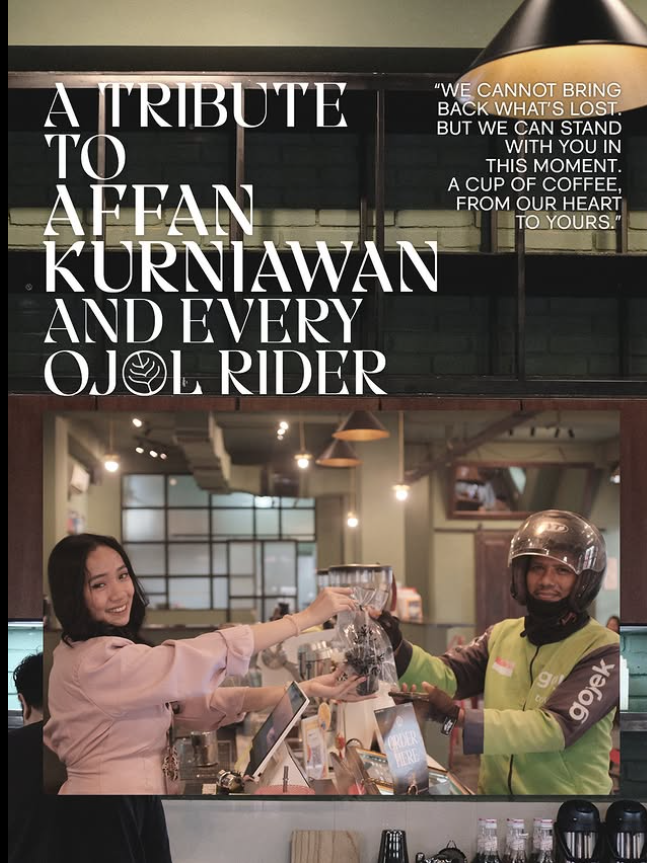 A TRIBUTE
TO
AFFAN
KURNIAWAN
AND EVERY
OJOL RIDER
“WE CANNOT BRING
BACK WHAT’S LOST.
BUT WE CAN STAND
WITH YOU IN
THIS MOMENT.
A CUP OF COFFEE,
FROM OUR HEART
TO YOURS.”
gojek
ORDER
HERE